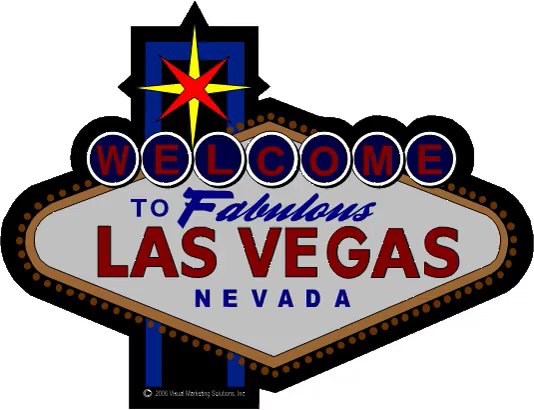 WELCOME
TO Fabulous
LAS VEGAS
NEVADA
© 2006 Visual Marketing Solutions, Inc.